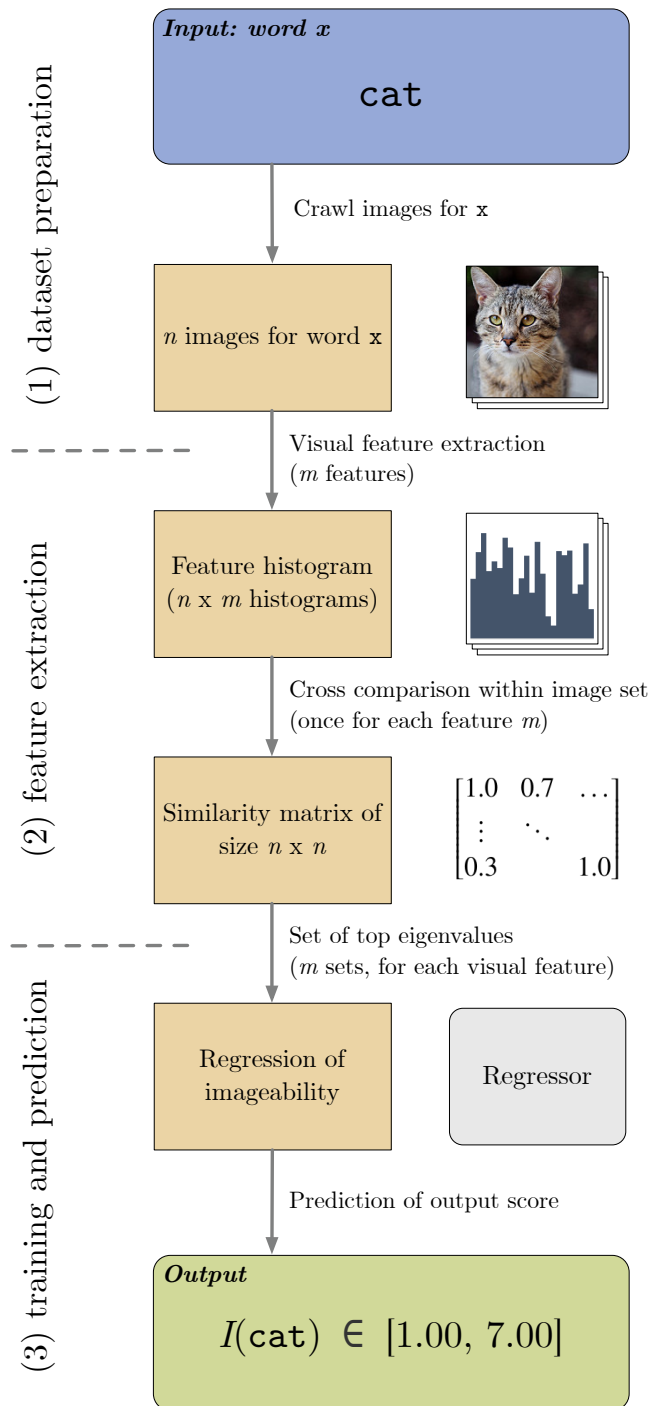 Input: word x
cat
(1) dataset preparation
Crawl images for x
n images for word x
Visual feature extraction
(m features)
(2) feature extraction
Feature histogram
(n x m histograms)
Cross comparison within image set
(once for each feature m)
Similarity matrix of
size n x n
1.0 0.7 …
⋮ ⋱
0.3 1.0
Set of top eigenvalues
(m sets, for each visual feature)
(3) training and prediction
Regression of
imageability
Regressor
Prediction of output score
Output
I(cat) ∈ [1.00, 7.00]